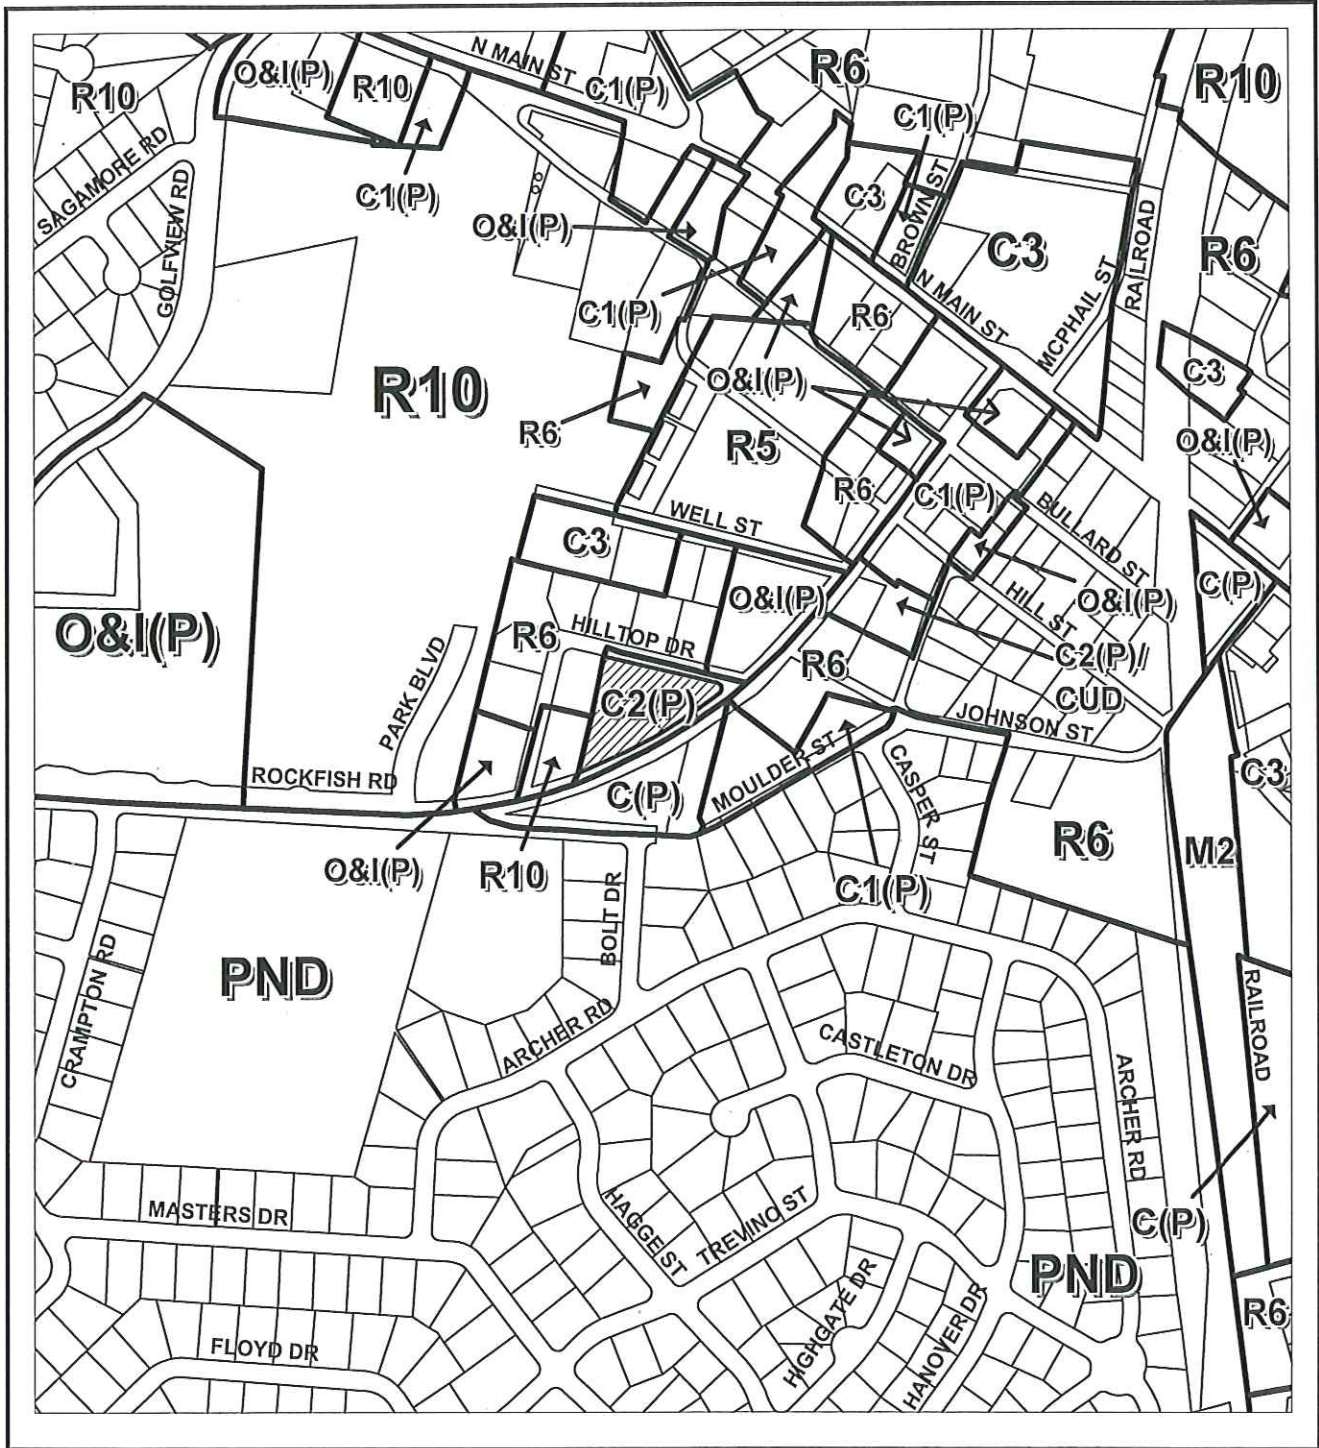 N MAIN ST
O&I(P)
R10
C1(P)
R6
R10
R10
C1(P)
SAGAMORE RD
GOLFVIEW RD
C1(P)
C3
BROWN ST
O&I(P)
C3
RAILROAD
R6
C1(P)
R6
N MAIN ST
MCPHAIL ST
R10
O&I(P)
C3
R6
R5
O&I(P)
R6
C1(P)
WELL ST
BULLARD ST
C3
C(P)
O&I(P)
O&I(P)
HILL ST
O&I(P)
R6
HILLTOP DR
R6
C2(P)/
CUD
PARK BLVD
C2(P)
JOHNSON ST
ROCKFISH RD
C(P)
MOULDER ST
CASPER ST
C3
R6
M2
O&I(P)
R10
C1(P)
BOLT DR
PND
CRAMPTON RD
RAILROAD
ARCHER RD
CASTLETON DR
ARCHER RD
MASTERS DR
HAGGE ST
TREVINO ST
C(P)
PND
HIGHGATE DR
HANOVER DR
R6
FLOYD DR